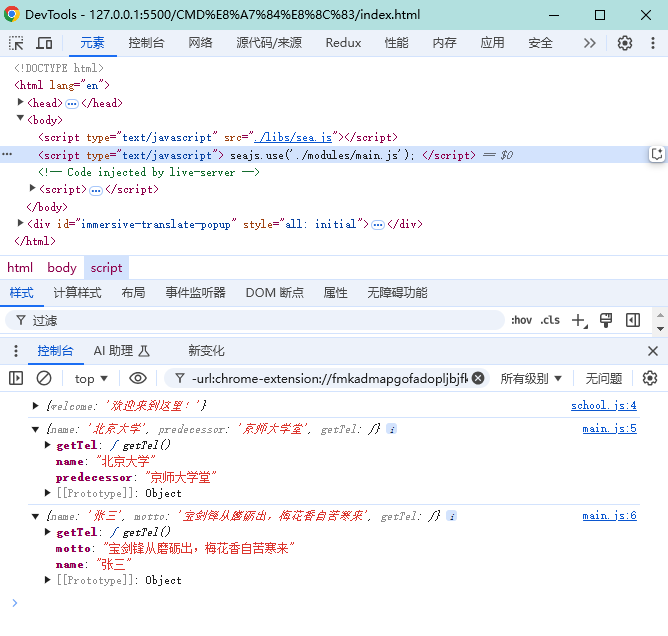 DevTools - 127.0.0.1:5500/CMD%E8%A7%84%E8%8C%83/index.html
元素 控制台 网络 源代码/来源 Redux 性能 内存 应用 安全
<!DOCTYPE html>
<html lang="en">
<head> ⋯ </head>
<body>
<script type="text/javascript" src="./libs/sea.js"></script>
<script type="text/javascript"> seajs.use('./modules/main.js'); </script> == $0
<!-- Code injected by live-server -->
<script> ⋯ </script>
</body>
<div id="immersive-translate-popup" style="all: initial"> ⋯ </div>
</html>
html body script
样式 计算样式 布局 事件监听器 DOM 断点 属性 无障碍功能
过滤 :hov .cls
控制台 AI 助理 新变化
top -url:chrome-extension://fmkadmapgofadopljbjfk 所有级别 无问题
{welcome: '欢迎来到这里！'} school.js:4
{name: '北京大学', predecessor: '京师大学堂', getTel: ƒ} main.js:5
getTel: ƒ getTel()
name: "北京大学"
predecessor: "京师大学堂"
[[Prototype]]: Object
{name: '张三', motto: '宝剑锋从磨砺出，梅花香自苦寒来', getTel: ƒ} main.js:6
getTel: ƒ getTel()
motto: "宝剑锋从磨砺出，梅花香自苦寒来"
name: "张三"
[[Prototype]]: Object